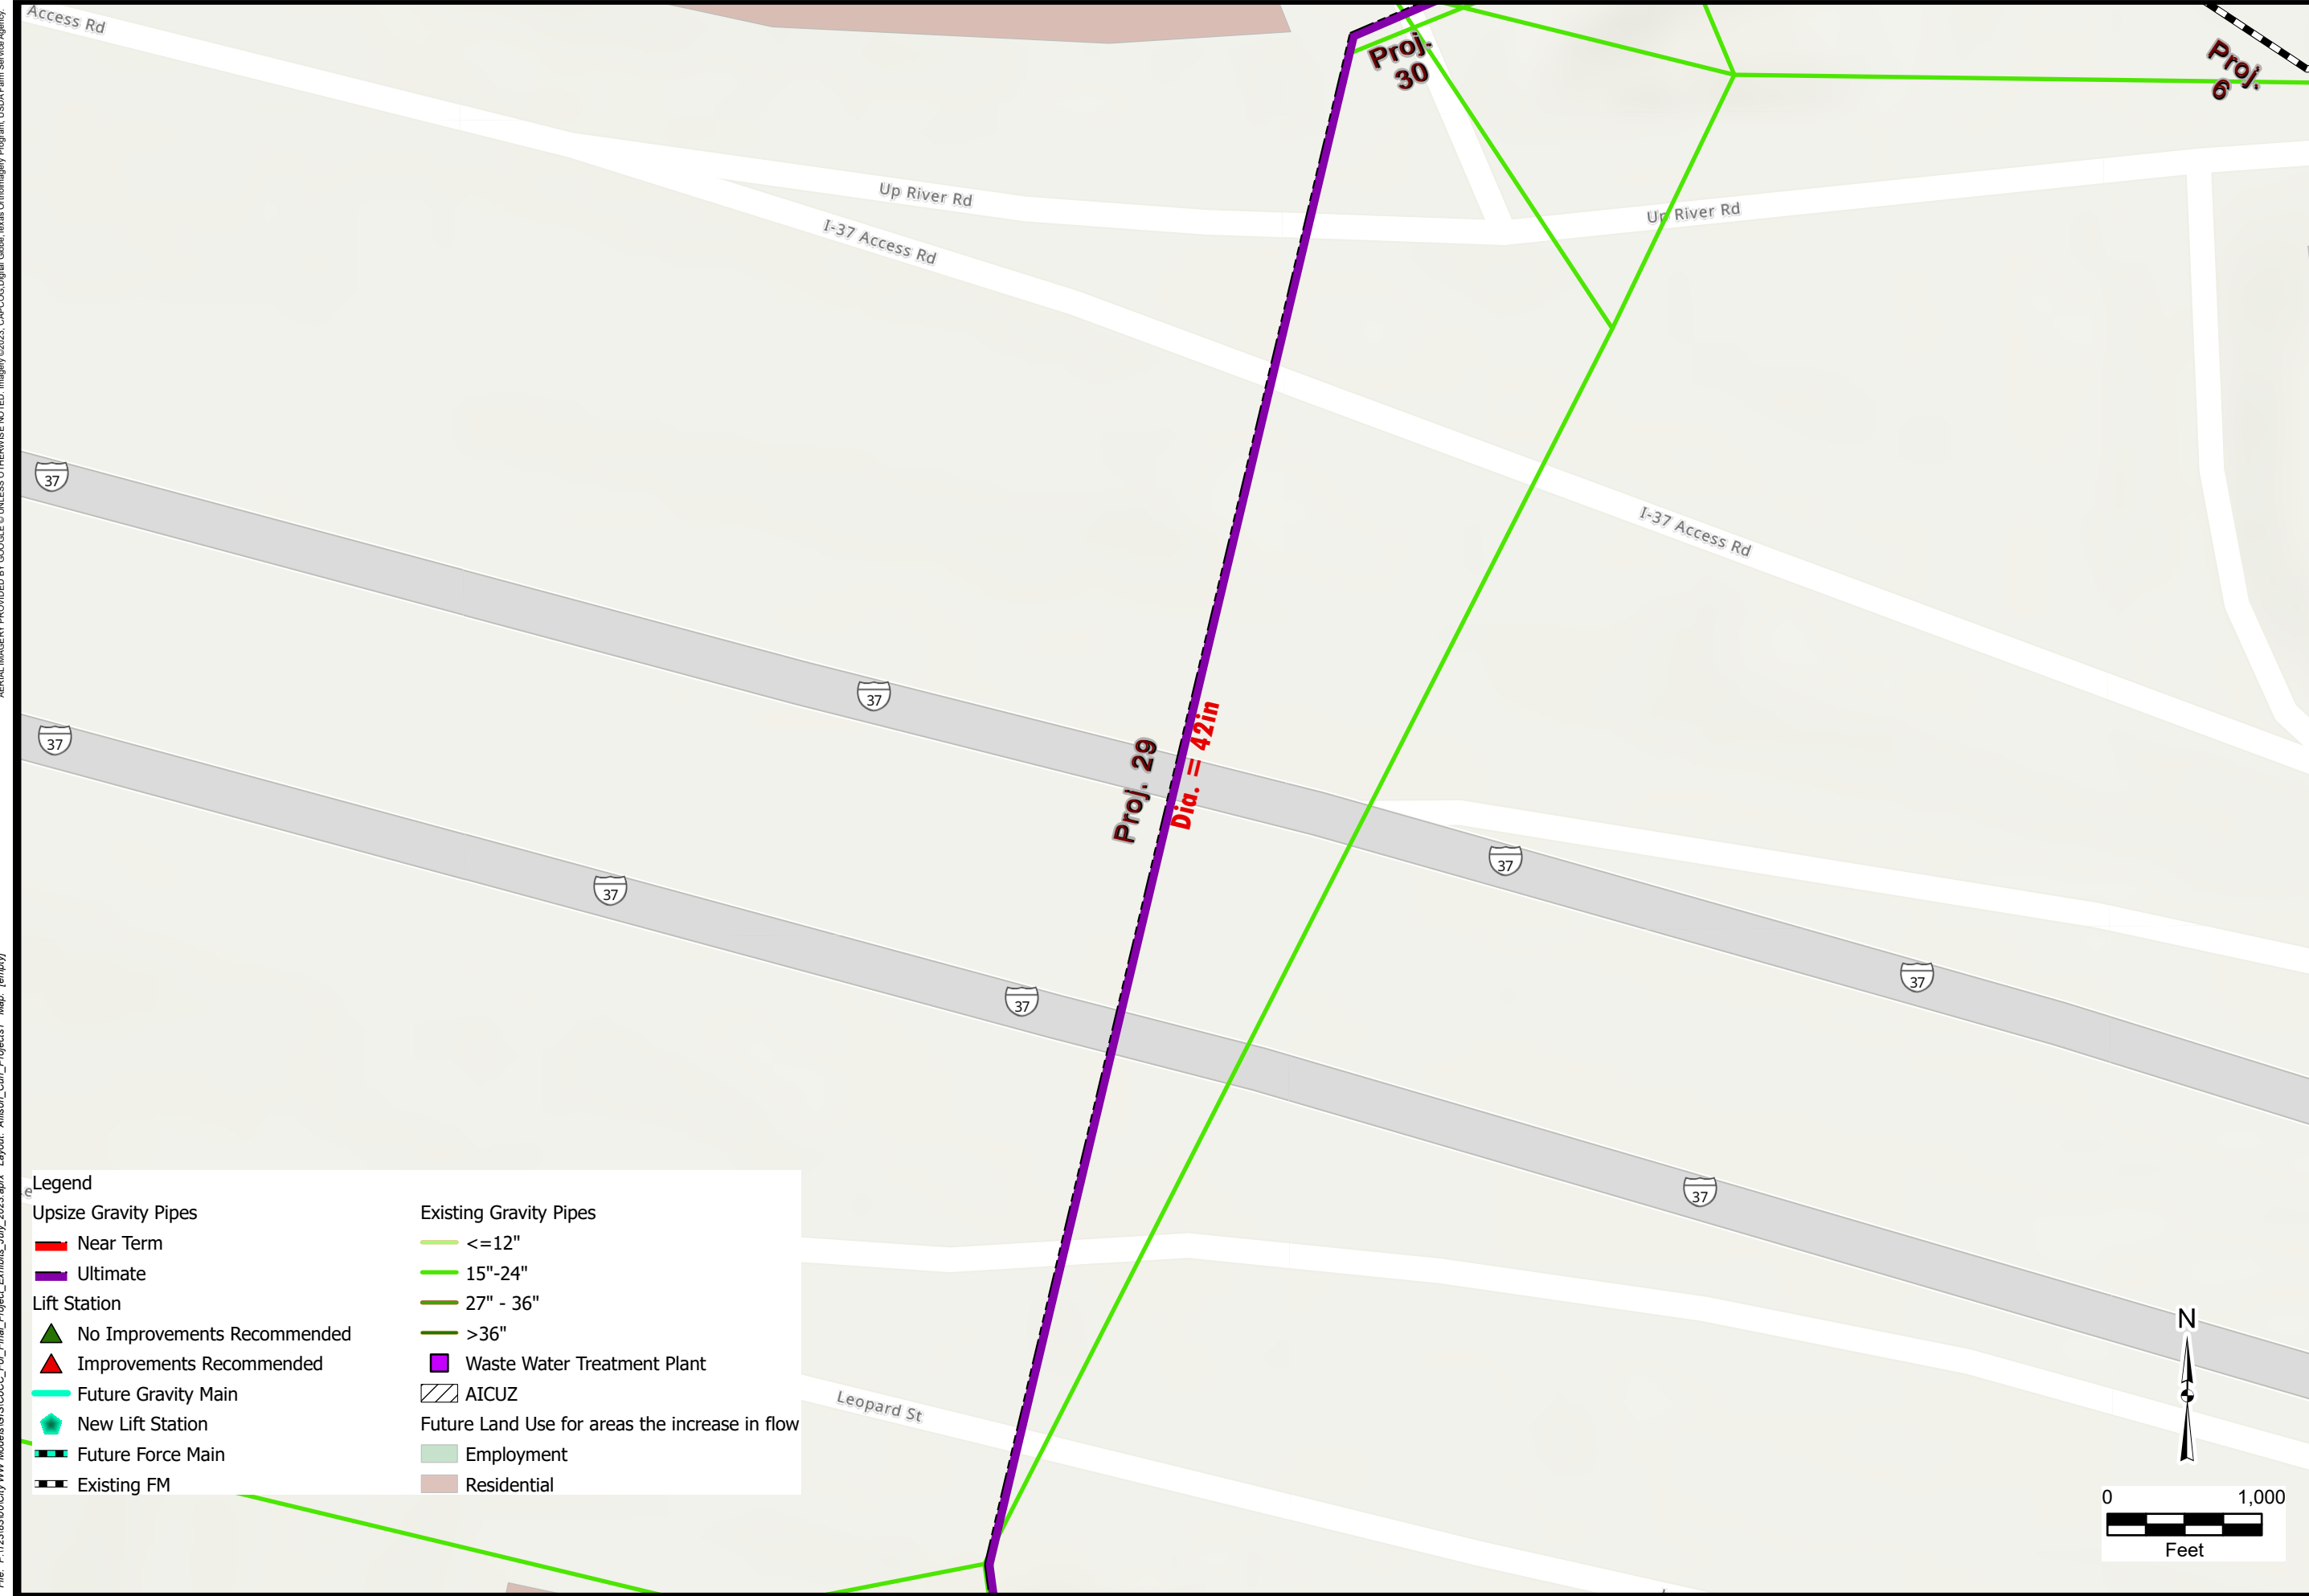 Access Rd
Proj.
30
Proj.
6
Up River Rd
Up River Rd
I-37 Access Rd
I-37 Access Rd
37
37
37
37
37
37
37
37
Proj. 29
Dia. = 42in
Leopard St
Legend
Upsize Gravity Pipes
Near Term
Ultimate
Lift Station
No Improvements Recommended
Improvements Recommended
Future Gravity Main
New Lift Station
Future Force Main
Existing FM
Existing Gravity Pipes
<=12"
15"-24"
27" - 36"
>36"
Waste Water Treatment Plant
AICUZ
Future Land Use for areas the increase in flow
Employment
Residential
N
0 1,000
Feet